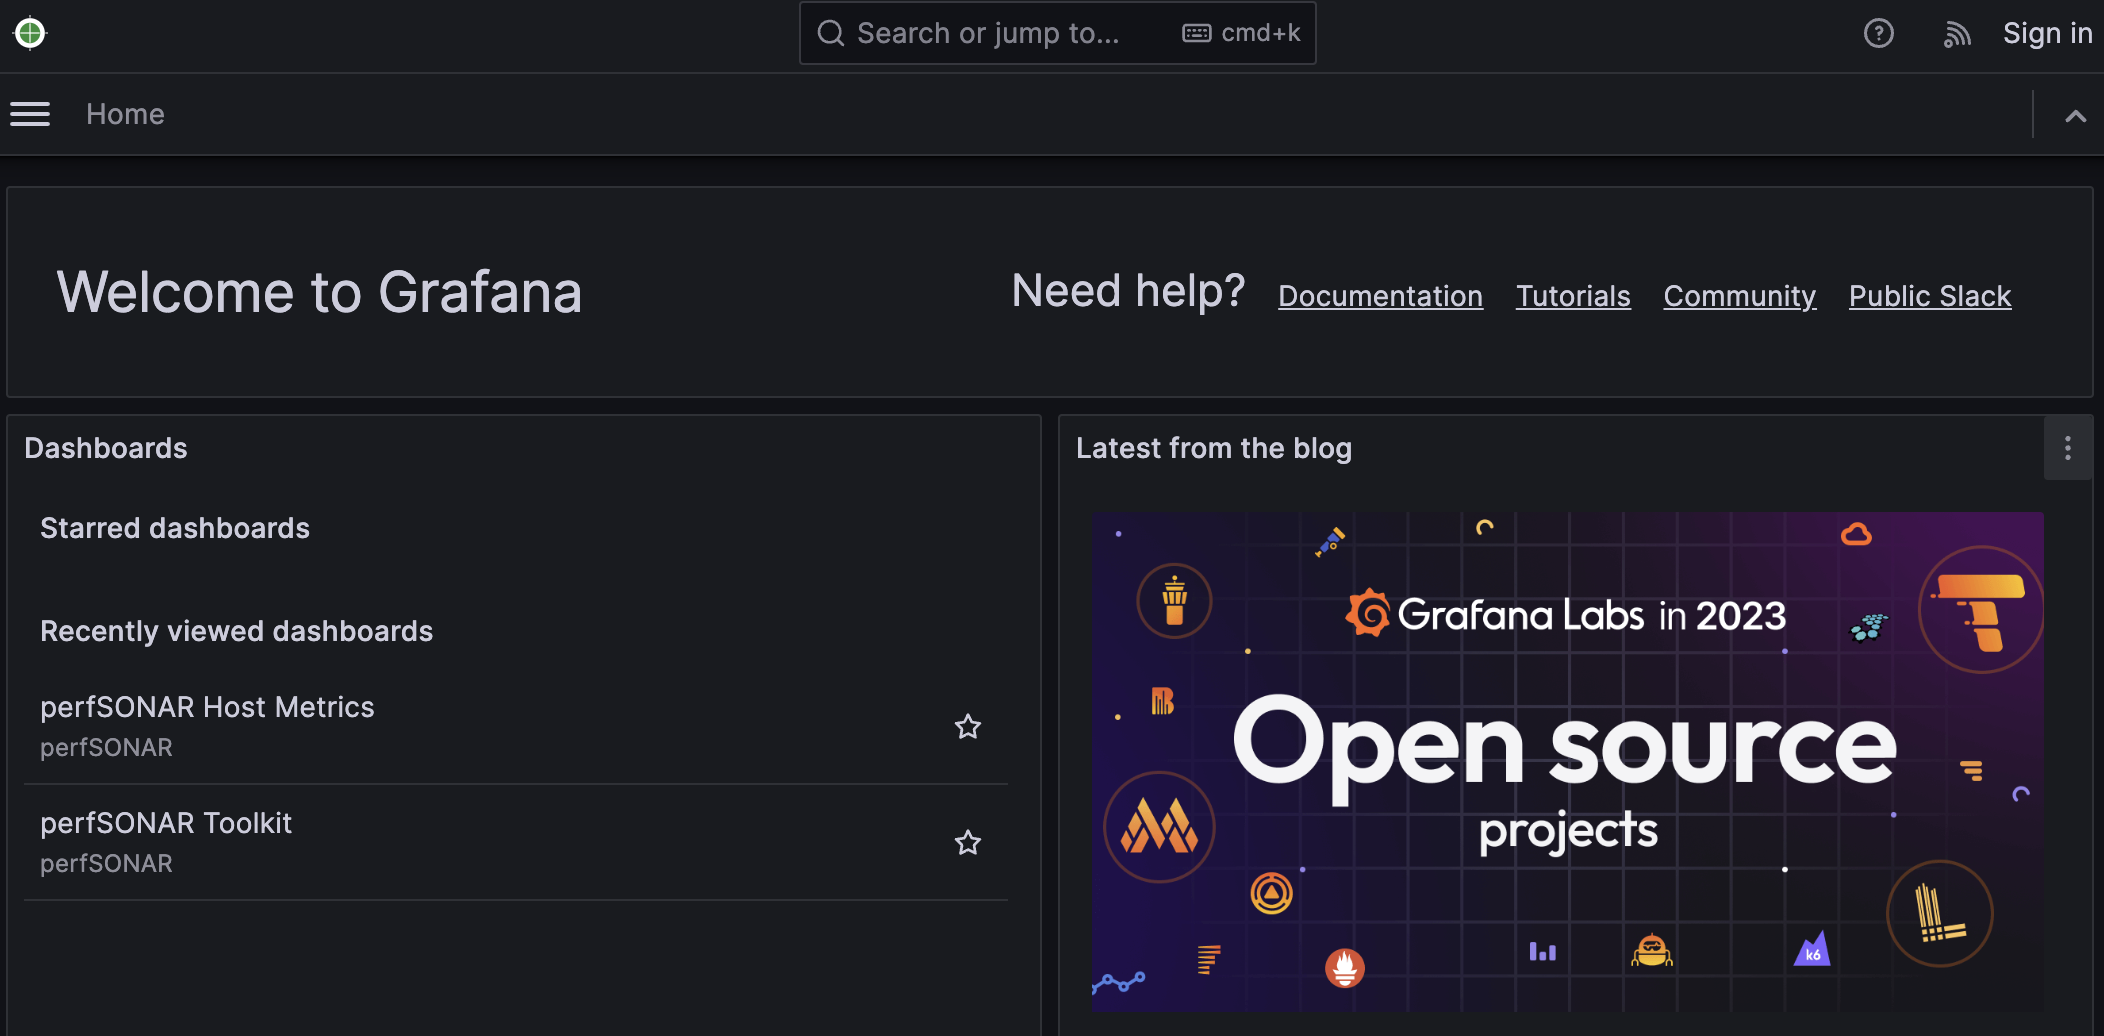 Search or jump to...
cmd+k
Sign in
Home
Welcome to Grafana
Need help?
Documentation
Tutorials
Community
Public Slack
Dashboards
Starred dashboards
Recently viewed dashboards
perfSONAR Host Metrics
perfSONAR
perfSONAR Toolkit
perfSONAR
Latest from the blog
Grafana Labs in 2023
Open source
projects
k6